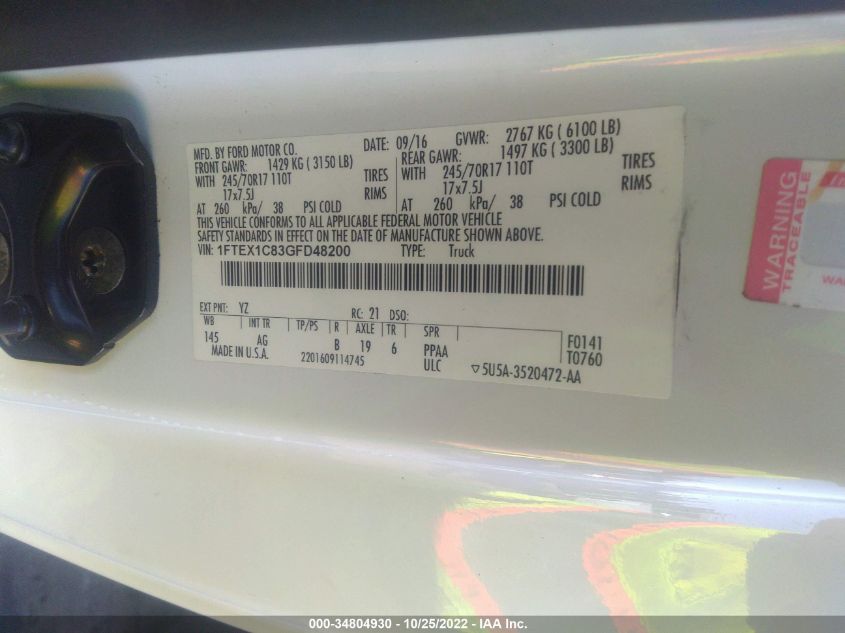 MFD. BY FORD MOTOR CO. DATE: 09/16 GVWR: 2767 KG ( 6100 LB)
FRONT GAWR: 1429 KG ( 3150 LB) REAR GAWR: 1497 KG ( 3300 LB)
WITH 245/70R17 110T TIRES WITH 245/70R17 110T TIRES
17x7.5J RIMS 17x7.5J RIMS
AT 260 kPa/ 38 PSI COLD AT 260 kPa/ 38 PSI COLD
THIS VEHICLE CONFORMS TO ALL APPLICABLE FEDERAL MOTOR VEHICLE
SAFETY STANDARDS IN EFFECT ON THE DATE OF MANUFACTURE SHOWN ABOVE.
VIN: 1FTEX1C83GFD48200 TYPE: Truck
EXT PNT: YZ RC: 21 DSO:
WB INT TR TP/PS R AXLE TR SPR
145 AG B 19 6 PPAA F0141
MADE IN U.S.A. 2201609114745 ULC ▽5U5A-3520472-AA T0760
WARNING
TRACEABLE
000-34804930 - 10/25/2022 - IAA Inc.